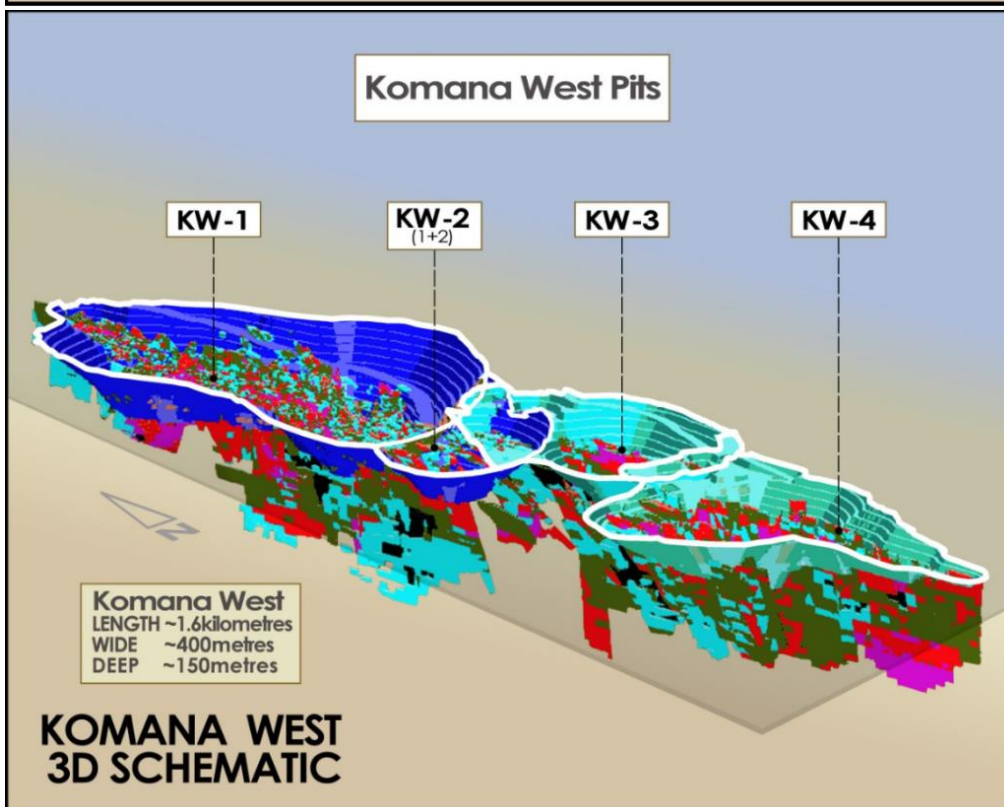 Komana West Pits
KW-1
KW-2
(1+2)
KW-3
KW-4
N
Komana West
LENGTH ~1.6kilometres
WIDE ~400metres
DEEP ~150metres
KOMANA WEST
3D SCHEMATIC